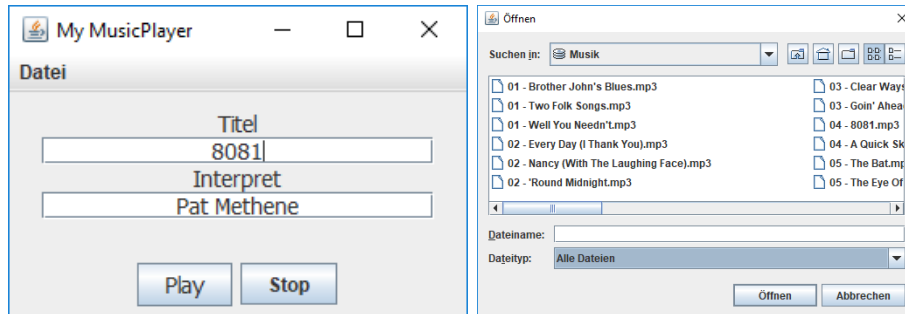 My MusicPlayer
Datei
Titel
8081
Interpret
Pat Methene
Play Stop
Öffnen
Suchen in: Musik
01 - Brother John's Blues.mp3 03 - Clear Ways
01 - Two Folk Songs.mp3 03 - Goin' Ahea
01 - Well You Needn't.mp3 04 - 8081.mp3
02 - Every Day (I Thank You).mp3 04 - A Quick Sk
02 - Nancy (With The Laughing Face).mp3 05 - The Bat.mp
02 - 'Round Midnight.mp3 05 - The Eye Of
Dateiname:
Dateityp: Alle Dateien
Öffnen Abbrechen